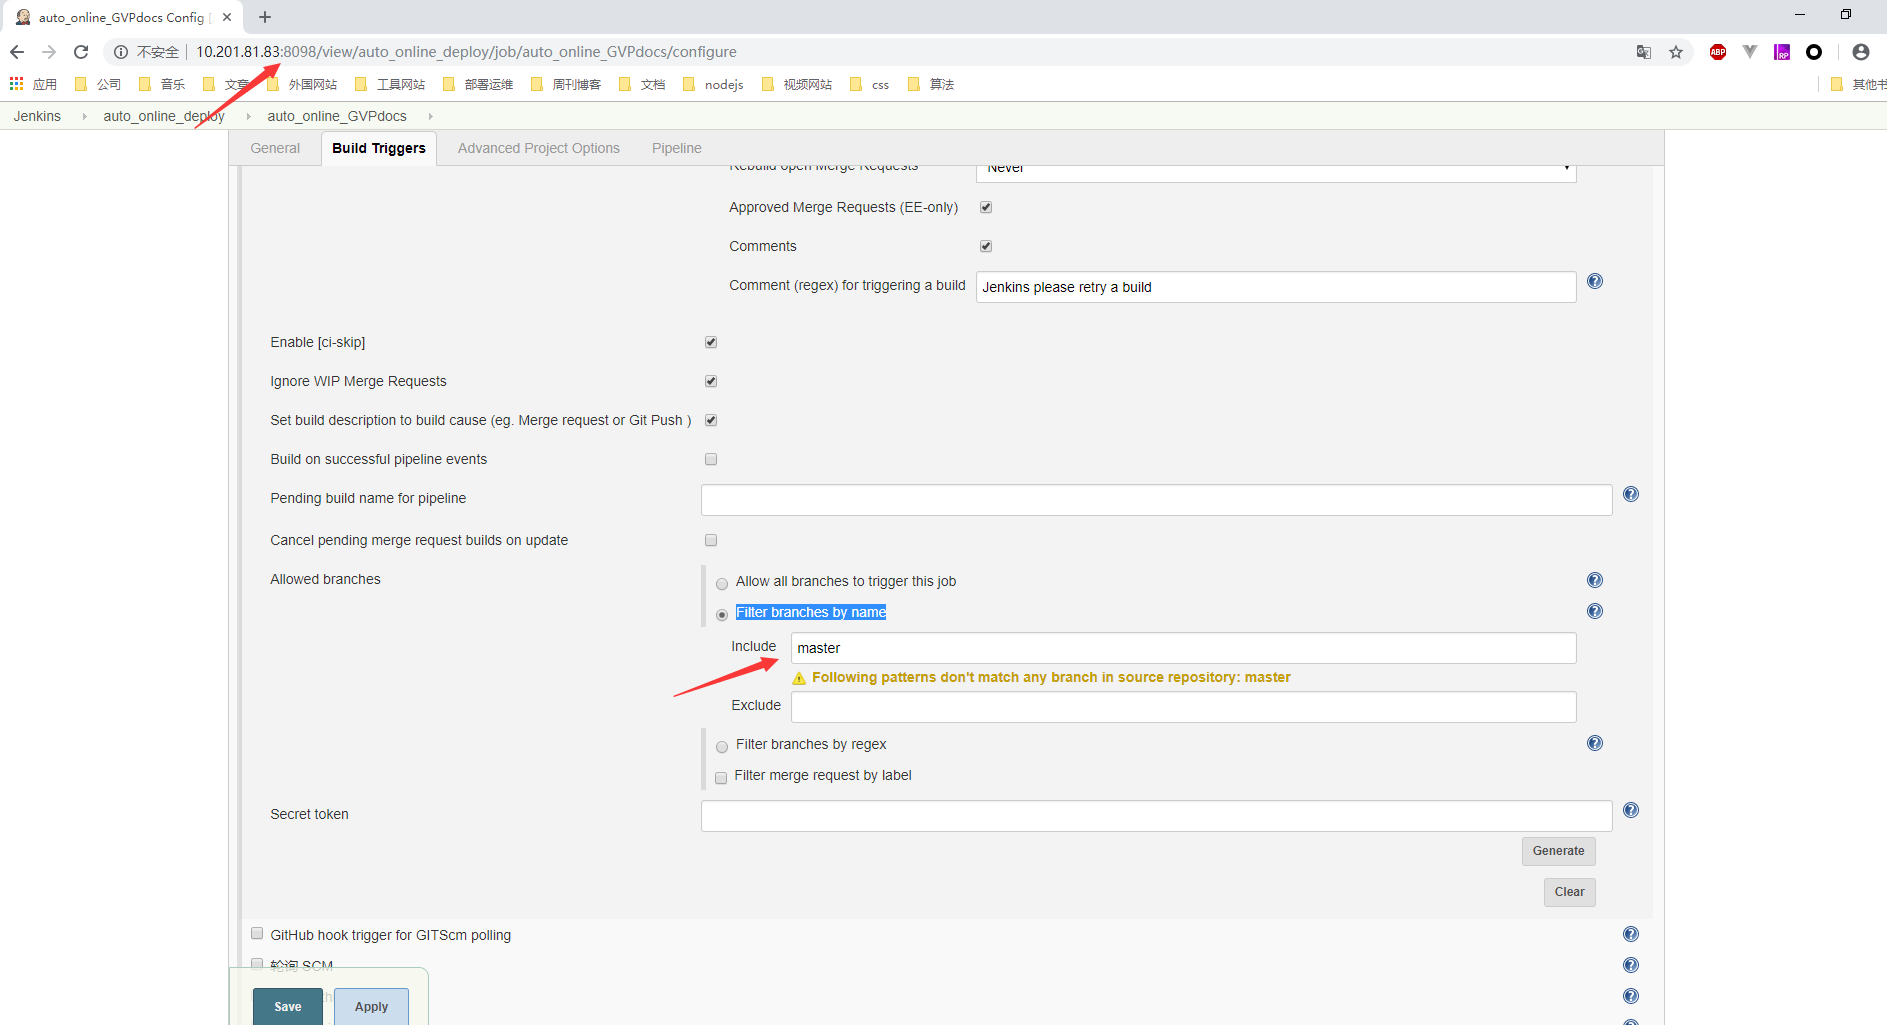 auto_online_GVPdocs Config [
不安全 10.201.81.83:8098/view/auto_online_deploy/job/auto_online_GVPdocs/configure
ABP
RP
应用 公司 音乐 文章 外国网站 工具网站 部署运维 周刊博客 文档 nodejs 视频网站 css 算法 其他书
Jenkins auto_online_deploy auto_online_GVPdocs
General Build Triggers Advanced Project Options Pipeline
Rebuild open Merge Requests Never
Approved Merge Requests (EE-only)
Comments
Comment (regex) for triggering a build Jenkins please retry a build
Enable [ci-skip]
Ignore WIP Merge Requests
Set build description to build cause (eg. Merge request or Git Push )
Build on successful pipeline events
Pending build name for pipeline
Cancel pending merge request builds on update
Allowed branches
Allow all branches to trigger this job
Filter branches by name
Include master
Following patterns don't match any branch in source repository: master
Exclude
Filter branches by regex
Filter merge request by label
Secret token
Generate
Clear
GitHub hook trigger for GITScm polling
轮询 SCM
Save Apply